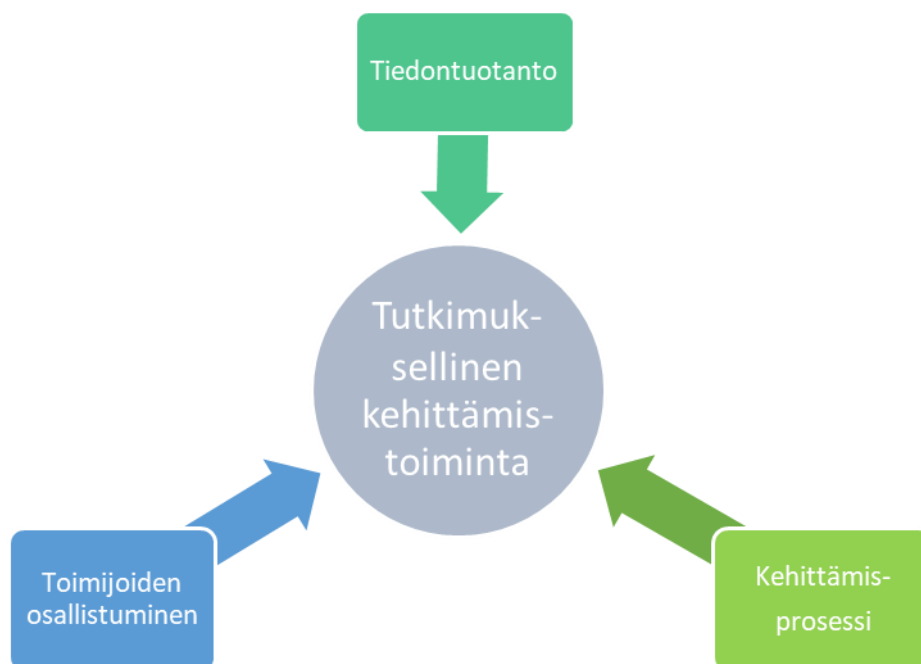 Tiedontuotanto
Tutkimuk-
sellinen
kehittämis-
toiminta
Toimijoiden
osallistuminen
Kehittämis-
prosessi